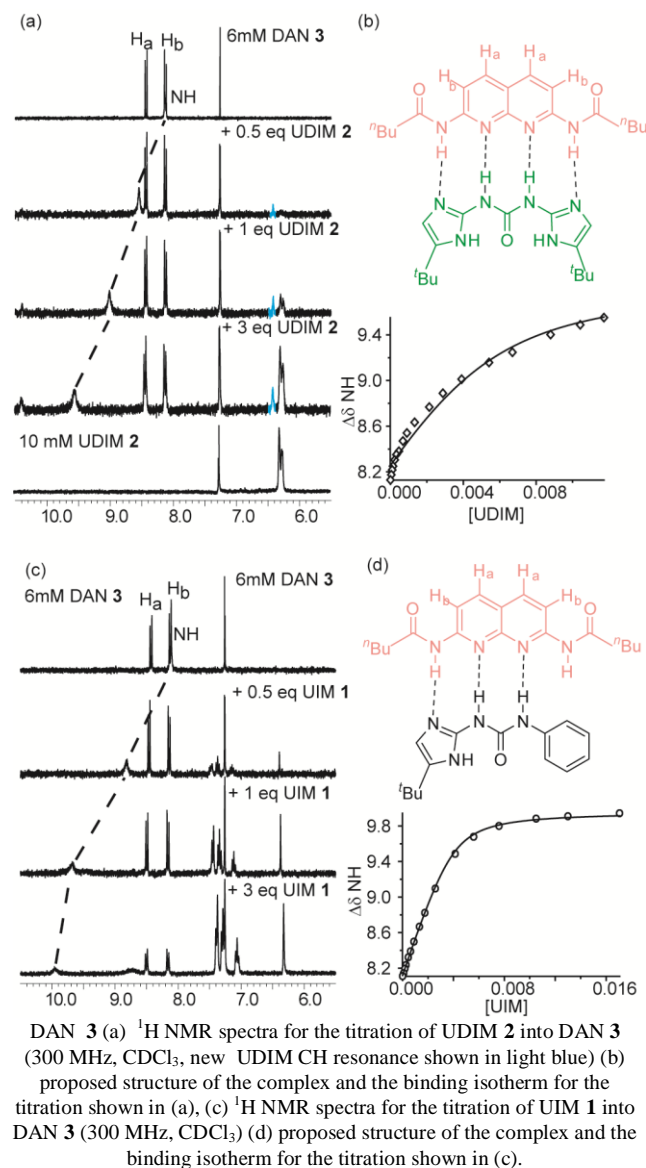 (a)
Ha
Hb
NH
6mM DAN 3
+ 0.5 eq UDIM 2
+ 1 eq UDIM 2
+ 3 eq UDIM 2
10 mM UDIM 2
10.0 9.0 8.0 7.0 6.0
(b)
Ha Ha
Hb Hb
O O
nBu N N N N nBu
H H
H H
N N N N
NH O HN
tBu tBu
Δδ NH
9.6
9.2
8.8
8.4
0.000 0.004 0.008
[UDIM]
(c)
6mM DAN 3
Ha
Hb
NH
6mM DAN 3
+ 0.5 eq UIM 1
+ 1 eq UIM 1
+ 3 eq UIM 1
10.0 9.0 8.0 7.0 6.0
(d)
Ha Ha
Hb Hb
O O
nBu N N N N nBu
H H
H H
N N N
NH O
tBu
Δδ NH
9.8
9.4
9.0
8.6
8.2
0.000 0.008 0.016
[UIM]
DAN 3 (a) ¹H NMR spectra for the titration of UDIM 2 into DAN 3
(300 MHz, CDCl₃, new UDIM CH resonance shown in light blue) (b)
proposed structure of the complex and the binding isotherm for the
titration shown in (a), (c) ¹H NMR spectra for the titration of UIM 1 into
DAN 3 (300 MHz, CDCl₃) (d) proposed structure of the complex and the
binding isotherm for the titration shown in (c).